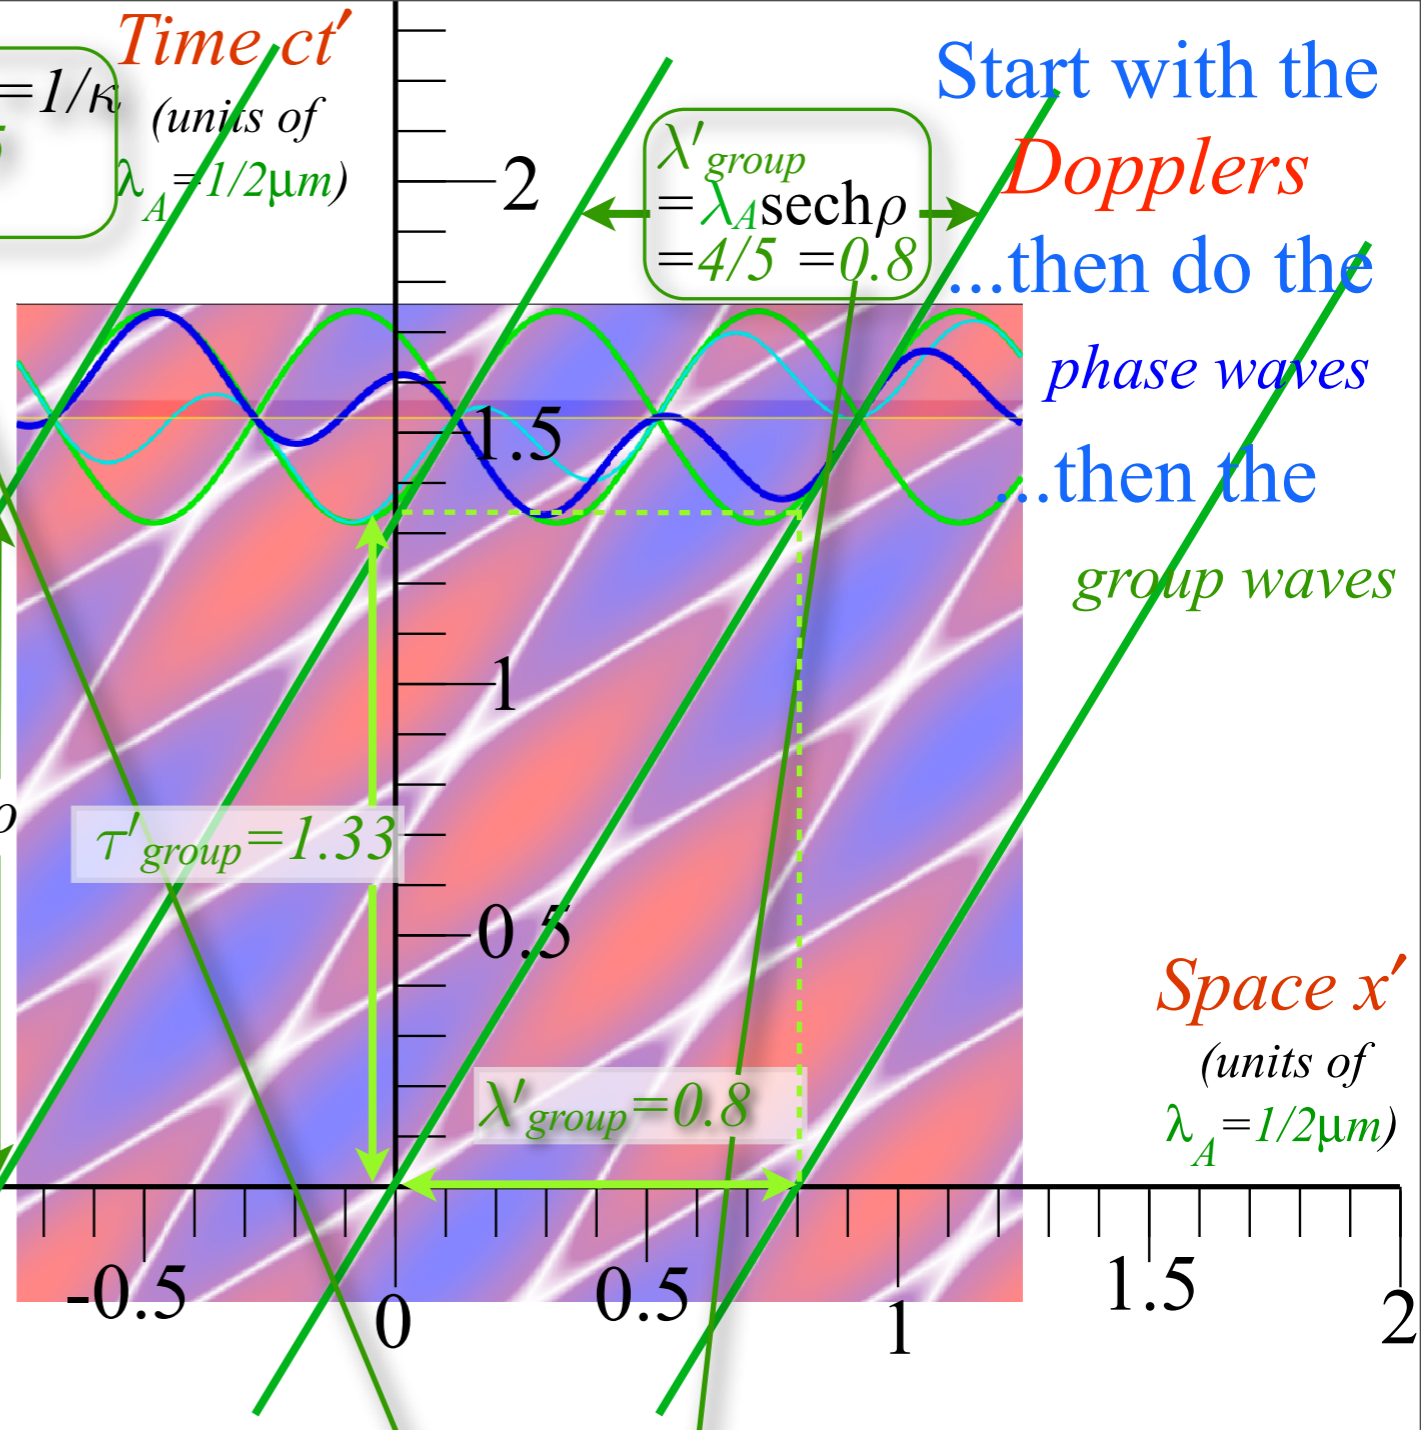 Time ct′
(units of
λA=1/2μm)
=1/κ
5
2
λ′group
=λAsechρ
=4/5 =0.8
Start with the
Dopplers
...then do the
phase waves
...then the
group waves
1.5
1
τ′group=1.33
0.5
λ′group=0.8
Space x′
(units of
λA=1/2μm)
-0.5
0
0.5
1
1.5
2